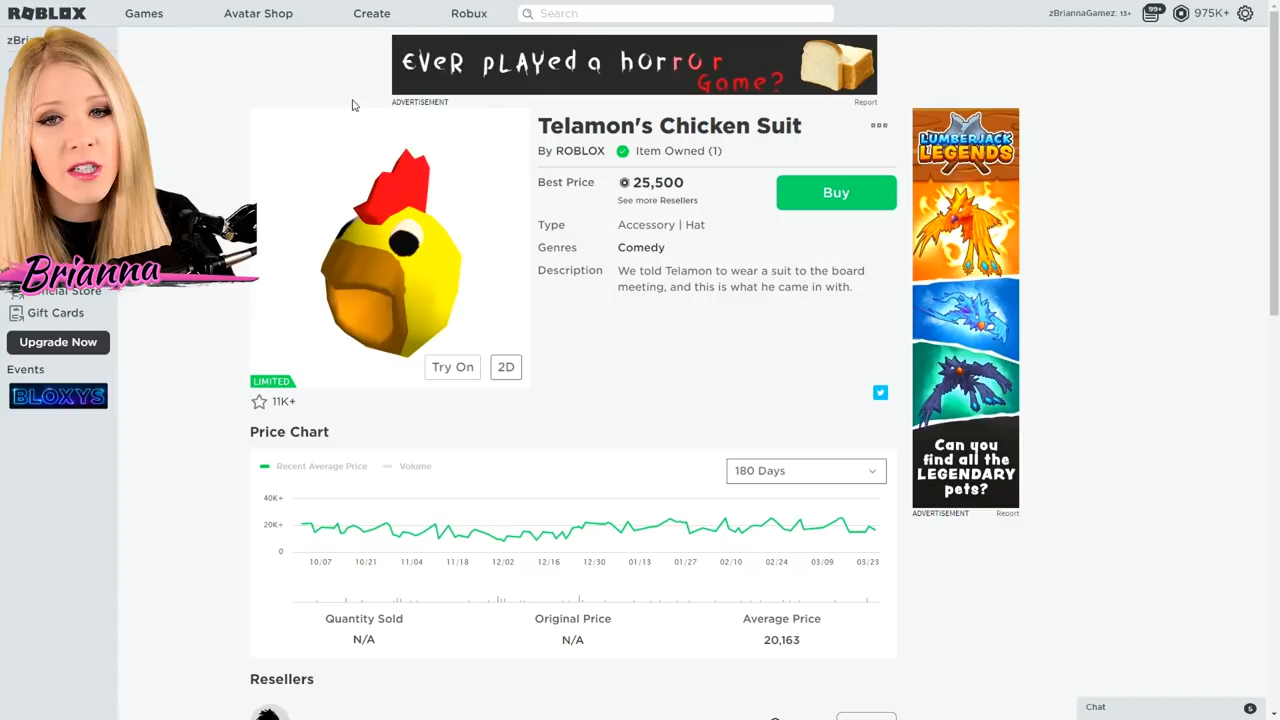 ROBLOX
Games
Avatar Shop
Create
Robux
Search
zBriannaGamez: 13+
99+
975K+
zBri
EVeR pLAYed a horror
Game?
ADVERTISEMENT
Report
Telamon's Chicken Suit
By ROBLOX
Item Owned (1)
Best Price
25,500
Buy
See more Resellers
Type
Accessory | Hat
Genres
Comedy
Description
We told Telamon to wear a suit to the board
meeting, and this is what he came in with.
Try On
2D
LIMITED
11K+
Brianna
Official Store
Gift Cards
Upgrade Now
Events
BLOXYS
LUMBERJACK
LEGENDS
Can you
find all the
LEGENDARY
pets?
ADVERTISEMENT
Report
Price Chart
Recent Average Price
Volume
180 Days
40K+
20K+
0
10/07
10/21
11/04
11/18
12/02
12/16
12/30
01/13
01/27
02/10
02/24
03/09
03/23
Quantity Sold
Original Price
Average Price
N/A
N/A
20,163
Resellers
Chat
5